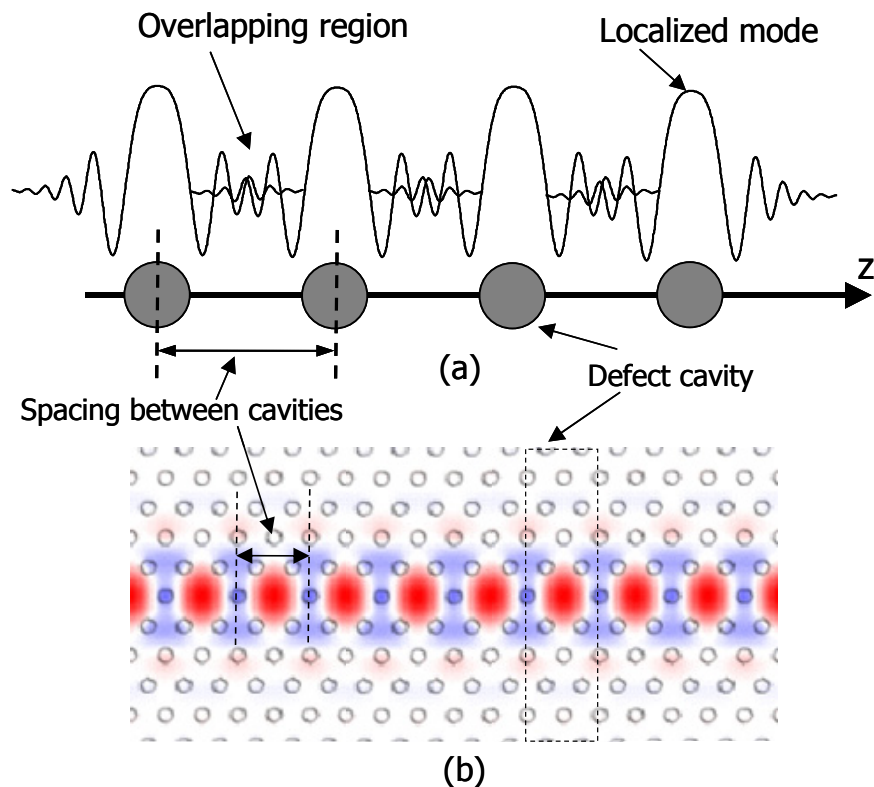 Overlapping region
Localized mode
z
(a)
Defect cavity
Spacing between cavities
(b)